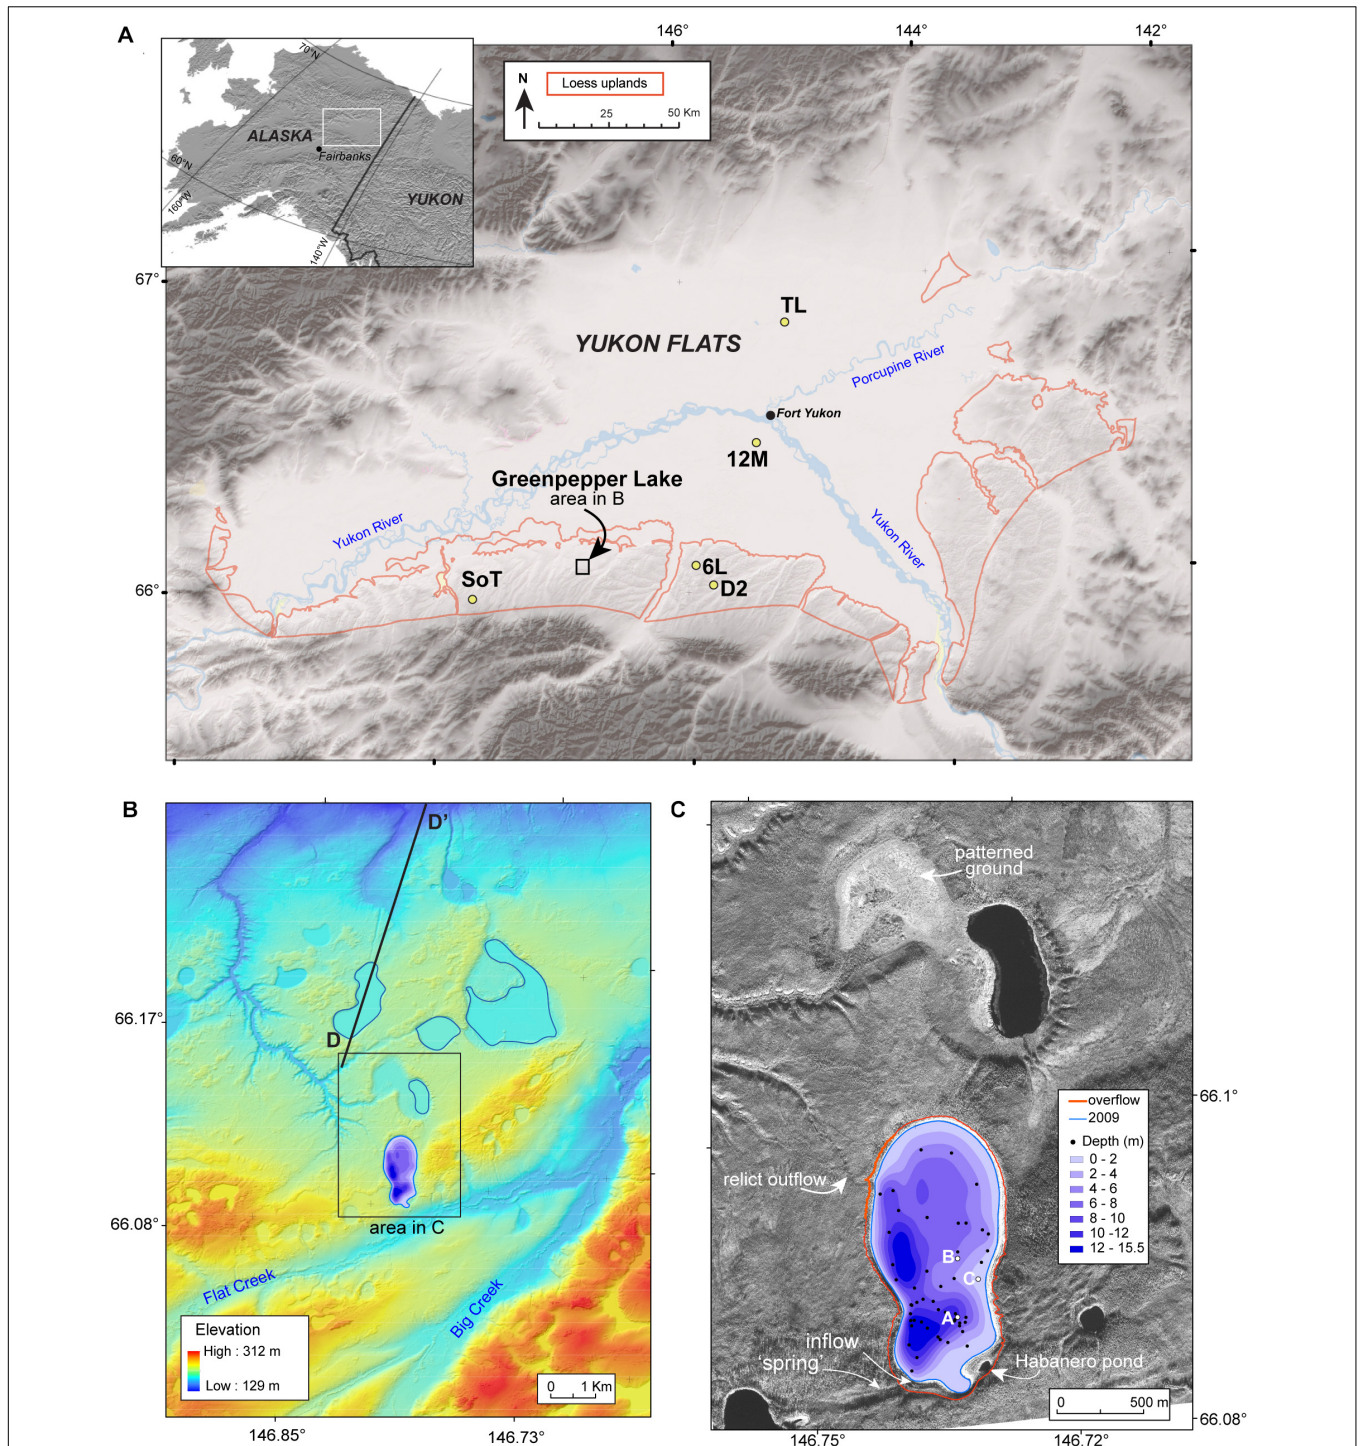 A
146°
144°
142°
70°N
ALASKA
Fairbanks
60°N
160°W
YUKON
140°W
N
Loess uplands
25
50 Km
67°
TL
YUKON FLATS
Porcupine River
Fort Yukon
12M
Greenpepper Lake
area in B
Yukon River
Yukon River
66°
SoT
6L
D2
B
D'
66.17°
D
66.08°
area in C
Flat Creek
Big Creek
Elevation
High : 312 m
Low : 129 m
0
1 Km
146.85°
146.73°
C
patterned
ground
66.1°
overflow
2009
Depth (m)
0 - 2
2 - 4
4 - 6
6 - 8
8 - 10
10 -12
12 - 15.5
relict outflow
B
C
A
inflow
'spring'
Habanero pond
0
500 m
66.08°
146.75°
146.72°